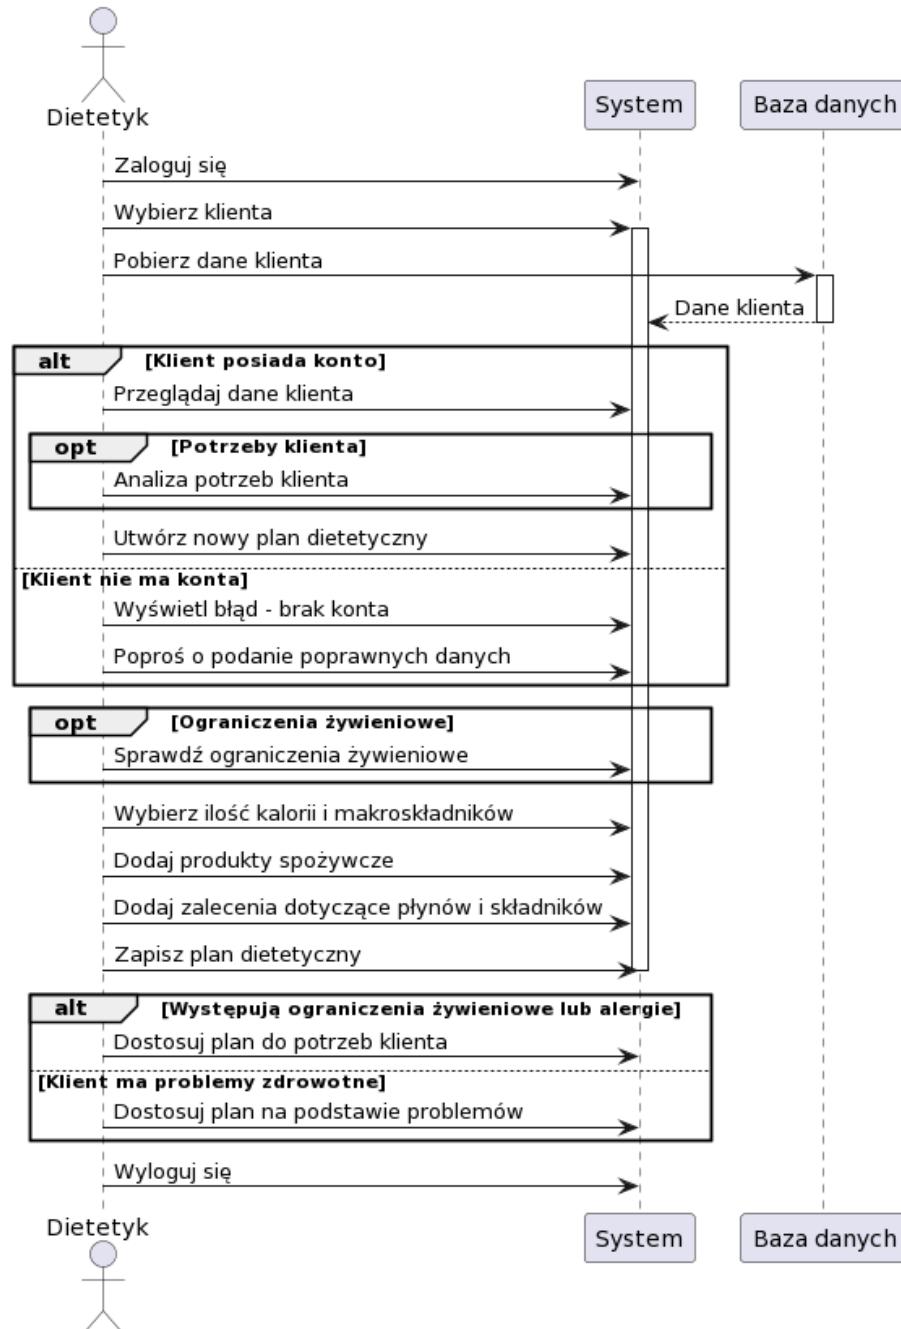 Dietetyk
System
Baza danych
Zaloguj się
Wybierz klienta
Pobierz dane klienta
Dane klienta
alt [Klient posiada konto]
Przeglądaj dane klienta
opt [Potrzeby klienta]
Analiza potrzeb klienta
Utwórz nowy plan dietetyczny
[Klient nie ma konta]
Wyświetl błąd - brak konta
Poproś o podanie poprawnych danych
opt [Ograniczenia żywieniowe]
Sprawdź ograniczenia żywieniowe
Wybierz ilość kalorii i makroskładników
Dodaj produkty spożywcze
Dodaj zalecenia dotyczące płynów i składników
Zapisz plan dietetyczny
alt [Występują ograniczenia żywieniowe lub alergie]
Dostosuj plan do potrzeb klienta
[Klient ma problemy zdrowotne]
Dostosuj plan na podstawie problemów
Wyloguj się
Dietetyk
System
Baza danych